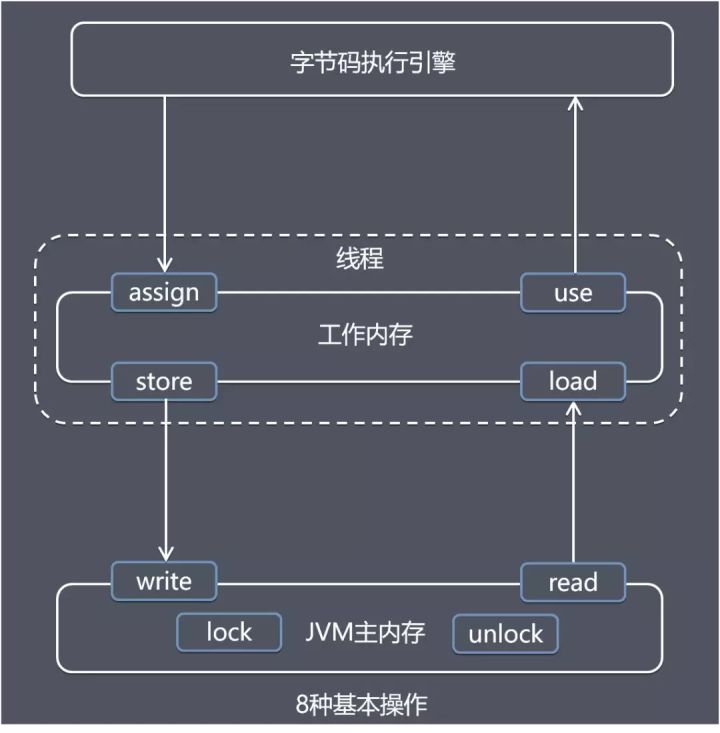 字节码执行引擎
线程
assign
use
工作内存
store
load
write
read
lock
JVM主内存
unlock
8种基本操作